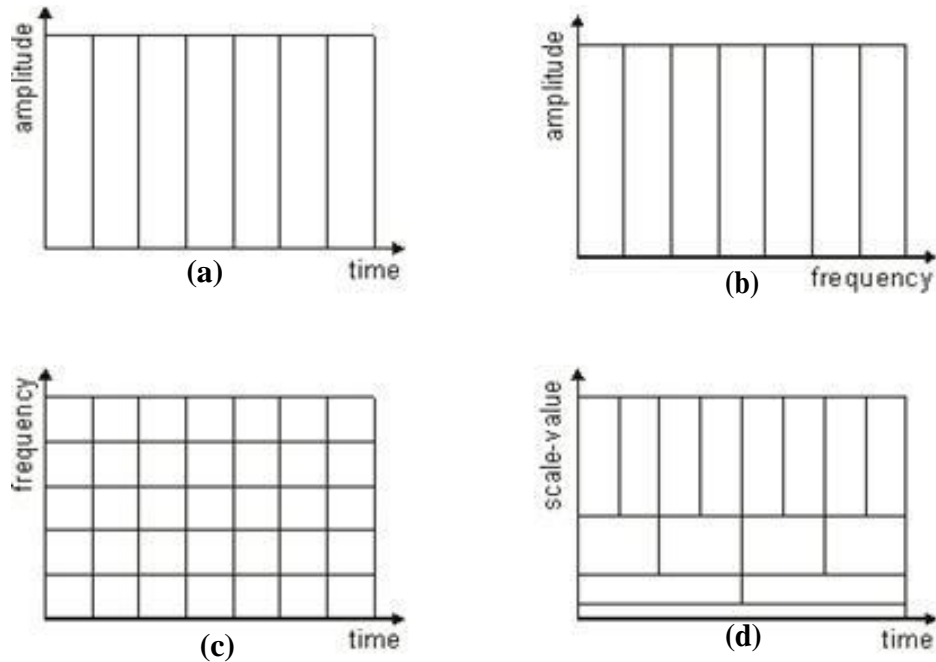 amplitude
time
(a)
amplitude
frequency
(b)
frequency
time
(c)
scale-value
time
(d)